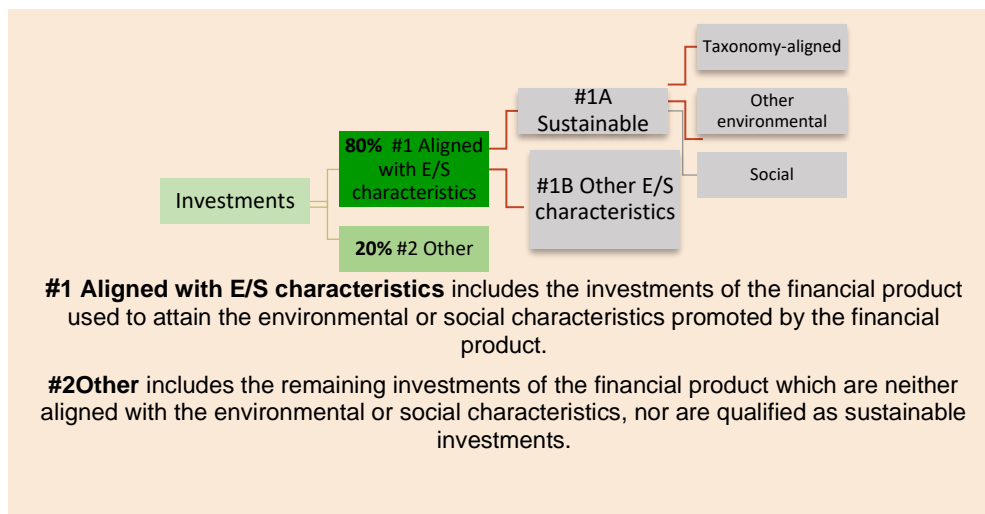 Taxonomy-aligned
#1A
Sustainable
Other
environmental
80% #1 Aligned
with E/S
characteristics
Social
#1B Other E/S
characteristics
Investments
20% #2 Other
#1 Aligned with E/S characteristics includes the investments of the financial product
used to attain the environmental or social characteristics promoted by the financial
product.
#2Other includes the remaining investments of the financial product which are neither
aligned with the environmental or social characteristics, nor are qualified as sustainable
investments.